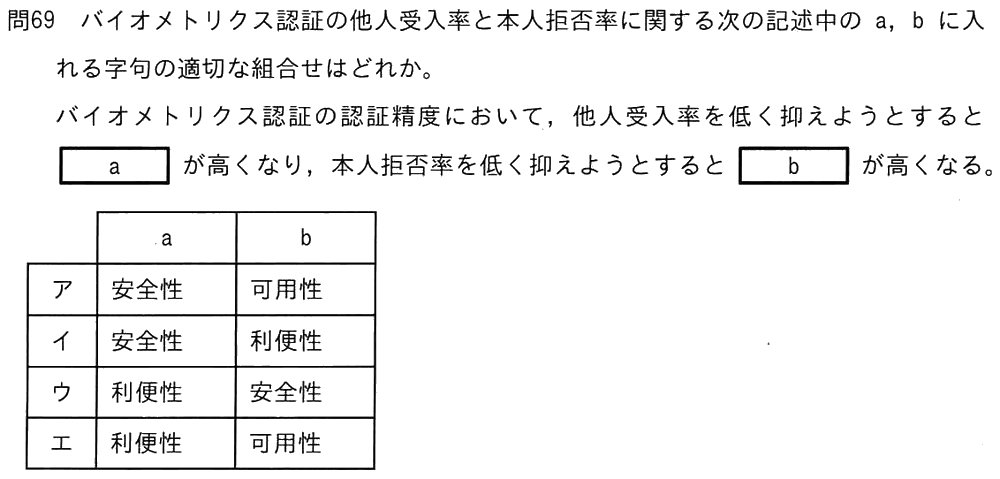 問69 バイオメトリクス認証の他人受入率と本人拒否率に関する次の記述中の a, b に入
れる字句の適切な組合せはどれか。
バイオメトリクス認証の認証精度において，他人受入率を低く抑えようとすると
a が高くなり，本人拒否率を低く抑えようとすると b が高くなる。
a b
ア 安全性 可用性
イ 安全性 利便性
ウ 利便性 安全性
エ 利便性 可用性